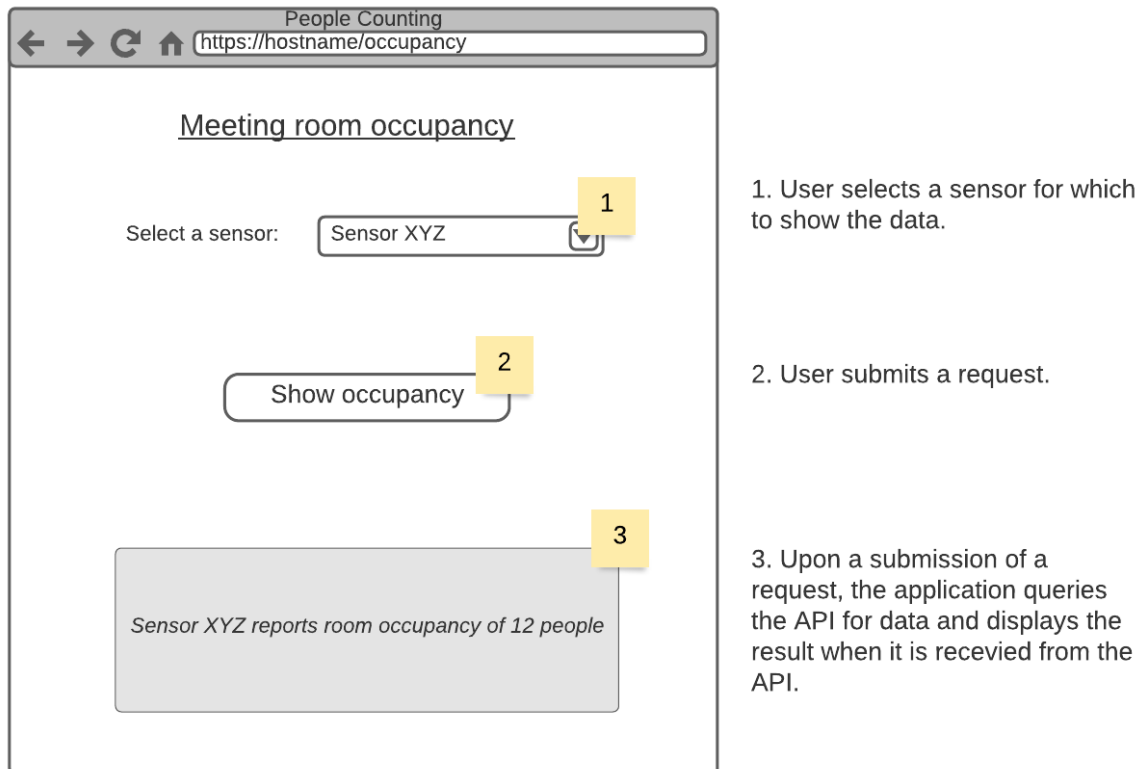 People Counting
https://hostname/occupancy
Meeting room occupancy
Select a sensor:
Sensor XYZ
1
2
Show occupancy
3
Sensor XYZ reports room occupancy of 12 people
1. User selects a sensor for which
to show the data.
2. User submits a request.
3. Upon a submission of a
request, the application queries
the API for data and displays the
result when it is recevied from the
API.